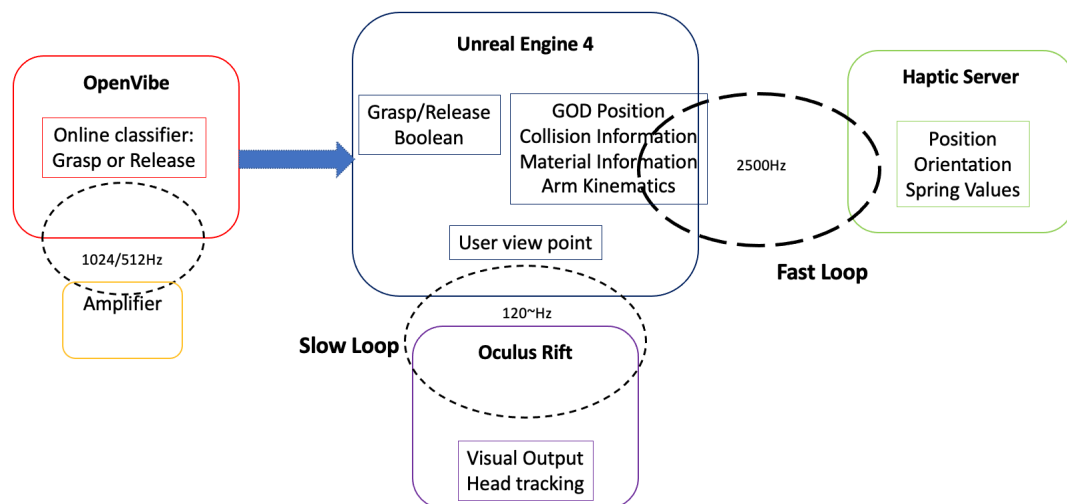 OpenVibe
Online classifier:
Grasp or Release
1024/512Hz
Amplifier
Unreal Engine 4
Grasp/Release
Boolean
GOD Position
Collision Information
Material Information
Arm Kinematics
User view point
2500Hz
Fast Loop
Haptic Server
Position
Orientation
Spring Values
120~Hz
Slow Loop
Oculus Rift
Visual Output
Head tracking